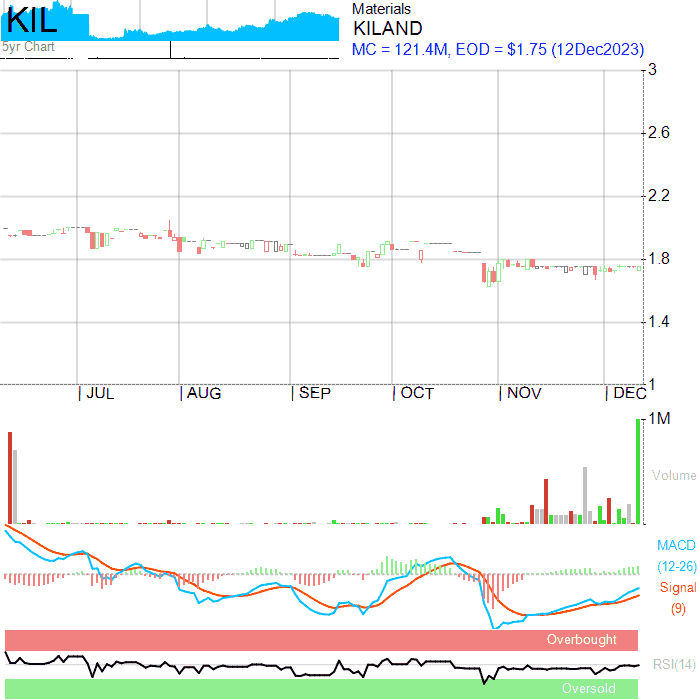 KIL
5yr Chart
Materials
KILAND
MC = 121.4M, EOD = $1.75 (12Dec2023)
3
2.6
2.2
1.8
1.4
1
JUL AUG SEP OCT NOV DEC
1M
Volume
MACD
(12-26)
Signal
(9)
Overbought
RSI(14)
Oversold